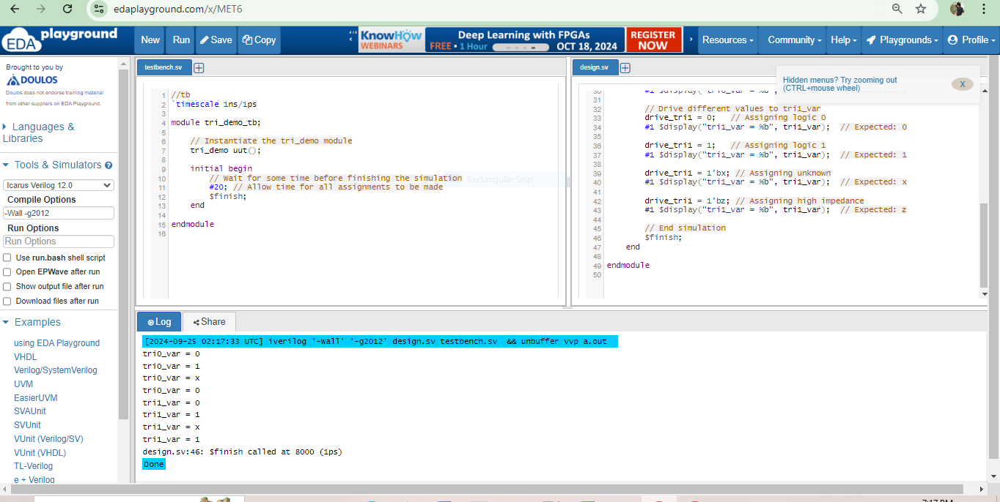 edaplayground.com/x/MET6
EDA playground
New
Run
Save
Copy
4/6
KnowHow
WEBINARS
Deep Learning with FPGAs
FREE • 1 Hour
OCT 18, 2024
REGISTER
NOW
Resources
Community
Help
Playgrounds
Profile
Brought to you by
DOULOS
Doulos does not endorse training material
from other suppliers on EDA Playground.
Languages &
Libraries
Tools & Simulators
Icarus Verilog 12.0
Compile Options
-Wall -g2012
Run Options
Run Options
Use run.bash shell script
Open EPWave after run
Show output file after run
Download files after run
Examples
using EDA Playground
VHDL
Verilog/SystemVerilog
UVM
EasierUVM
SVAUnit
SVUnit
VUnit (Verilog/SV)
VUnit (VHDL)
TL-Verilog
e + Verilog
testbench.sv
1 //tb
2 `timescale 1ns/1ps
3
4 module tri_demo_tb;
5
6 // Instantiate the tri_demo module
7 tri_demo uut();
8
9 initial begin
10 // Wait for some time before finishing the simulation
11 #20; // Allow time for all assignments to be made
12 $finish;
13 end
14
15 endmodule
16
Rectangular Snip
design.sv
Hidden menus? Try zooming out
(CTRL+mouse wheel)
X
30 #1 $display("tri0_var = %b"
31
32 // Drive different values to tri1_var
33 drive_tri1 = 0; // Assigning logic 0
34 #1 $display("tri1_var = %b", tri1_var); // Expected: 0
35
36 drive_tri1 = 1; // Assigning logic 1
37 #1 $display("tri1_var = %b", tri1_var); // Expected: 1
38
39 drive_tri1 = 1'bx; // Assigning unknown
40 #1 $display("tri1_var = %b", tri1_var); // Expected: x
41
42 drive_tri1 = 1'bz; // Assigning high impedance
43 #1 $display("tri1_var = %b", tri1_var); // Expected: z
44
45 // End simulation
46 $finish;
47 end
48
49 endmodule
50
Log
Share
[2024-09-25 02:17:33 UTC] iverilog '-Wall' '-g2012' design.sv testbench.sv && unbuffer vvp a.out
tri0_var = 0
tri0_var = 1
tri0_var = x
tri0_var = 0
tri1_var = 0
tri1_var = 1
tri1_var = x
tri1_var = 1
design.sv:46: $finish called at 8000 (1ps)
Done
7:17 PM